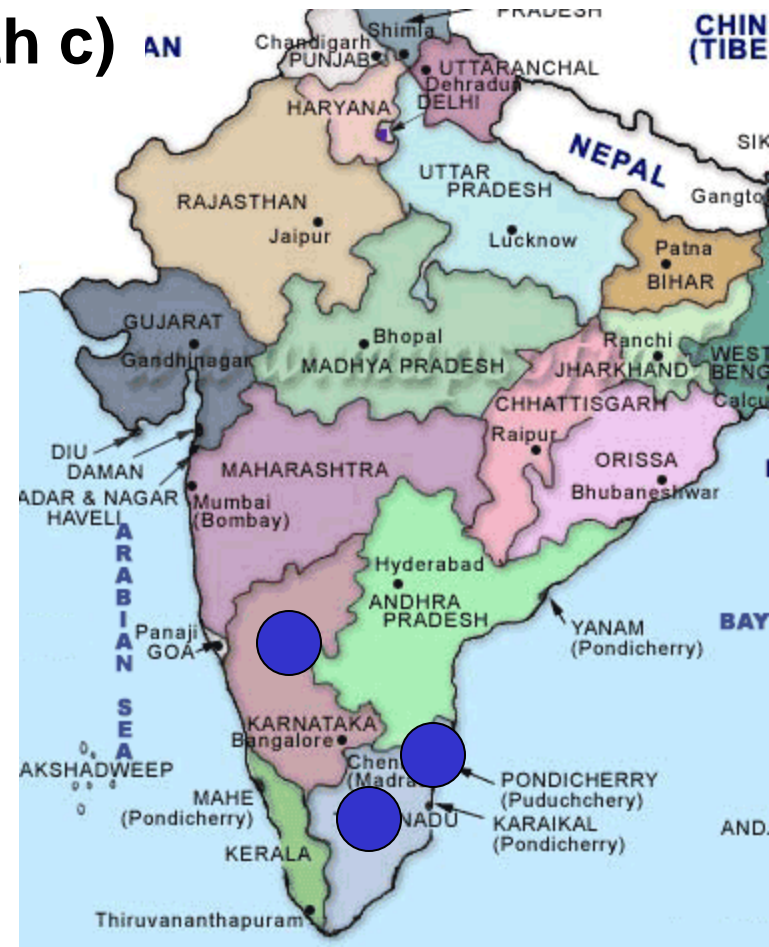 h c)
AN
PRADESH
CHIN
(TIBE
Shimla
Chandigarh
PUNJAB
UTTARANCHAL
Dehradun
HARYANA
DELHI
NEPAL
SIK
UTTAR
PRADESH
Gangto
RAJASTHAN
Jaipur
Lucknow
Patna
BIHAR
GUJARAT
Gandhinagar
Bhopal
MADHYA PRADESH
Ranchi
JHARKHAND
WEST
BENG
Calcu
CHHATTISGARH
Raipur
DIU
DAMAN
ADAR & NAGAR
HAVELI
MAHARASHTRA
ORISSA
Bhubaneshwar
Mumbai
(Bombay)
ARABIAN SEA
Hyderabad
ANDHRA
PRADESH
YANAM
(Pondicherry)
BAY
Panaji
GOA
KARNATAKA
Bangalore
AKSHADWEEP
Chen
(Madra
PONDICHERRY
(Puduchchery)
MAHE
(Pondicherry)
NADU
KARAIKAL
(Pondicherry)
AND
KERALA
Thiruvananthapuram